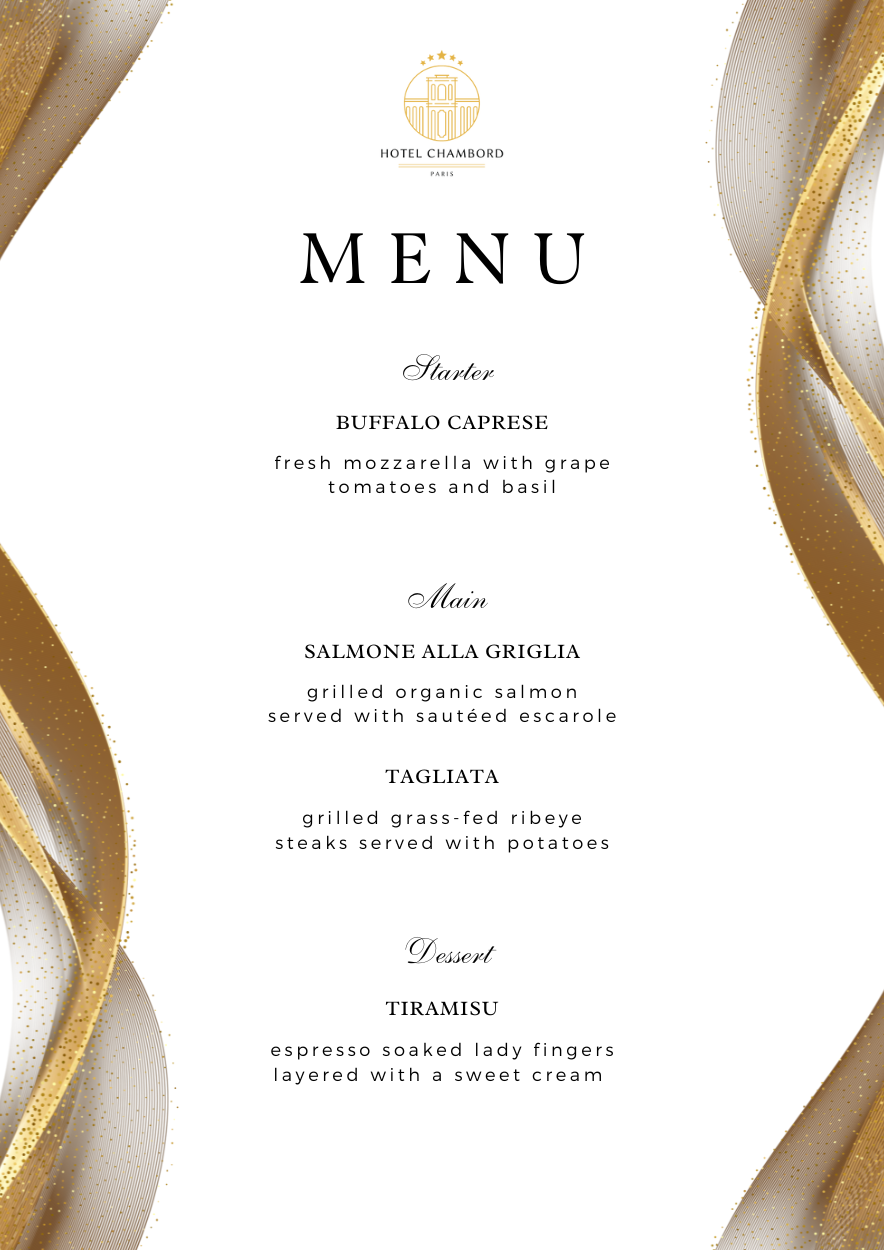 HOTEL CHAMBORD
PARIS
MENU
Starter
BUFFALO CAPRESE
fresh mozzarella with grape
tomatoes and basil
Main
SALMONE ALLA GRIGLIA
grilled organic salmon
served with sautéed escarole
TAGLIATA
grilled grass-fed ribeye
steaks served with potatoes
Dessert
TIRAMISU
espresso soaked lady fingers
layered with a sweet cream